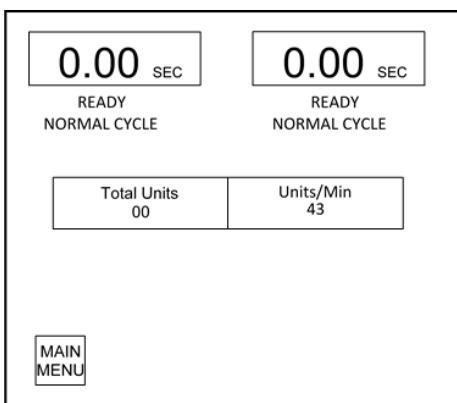 0.00 SEC
0.00 SEC
READY
NORMAL CYCLE
READY
NORMAL CYCLE
Total Units
00
Units/Min
43
MAIN
MENU